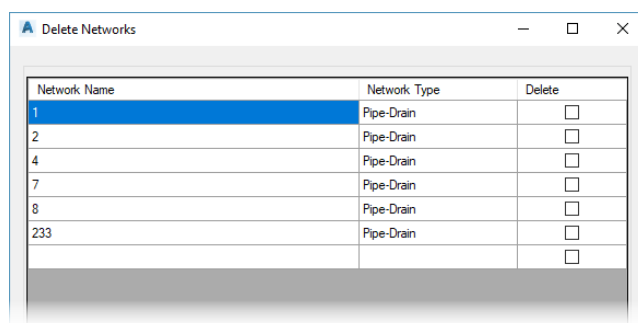 Delete Networks
Network Name Network Type Delete
1 Pipe-Drain
2 Pipe-Drain
4 Pipe-Drain
7 Pipe-Drain
8 Pipe-Drain
233 Pipe-Drain